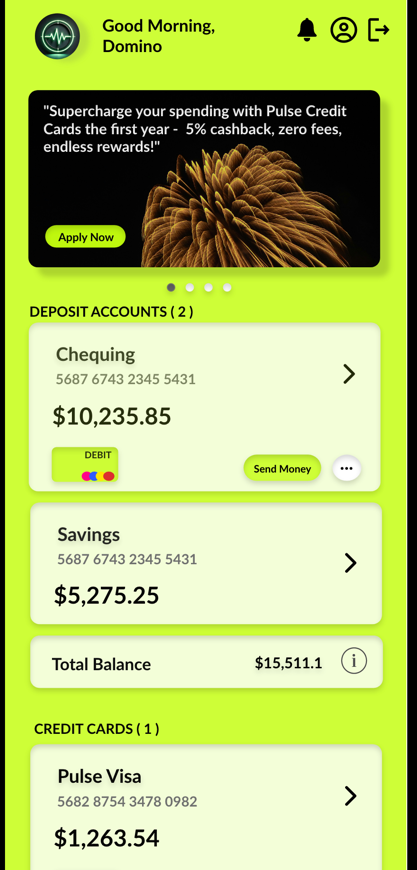 Good Morning,
Domino
"Supercharge your spending with Pulse Credit
Cards the first year -  5% cashback, zero fees,
endless rewards!"
Apply Now
DEPOSIT ACCOUNTS ( 2 )
Chequing
5687 6743 2345 5431
$10,235.85
DEBIT
Send Money
Savings
5687 6743 2345 5431
$5,275.25
Total Balance
$15,511.1
i
CREDIT CARDS ( 1 )
Pulse Visa
5682 8754 3478 0982
$1,263.54